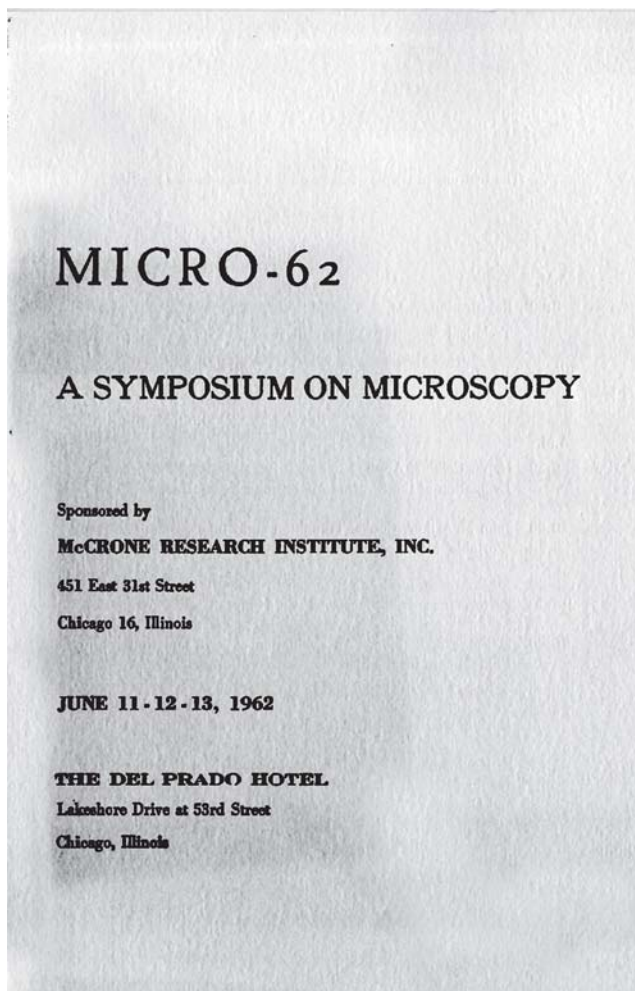 MICRO-62
A SYMPOSIUM ON MICROSCOPY
Sponsored by
McCRONE RESEARCH INSTITUTE, INC.
451 East 31st Street
Chicago 16, Illinois
JUNE 11-12-13, 1962
THE DEL PRADO HOTEL
Lakeshore Drive at 53rd Street
Chicago, Illinois